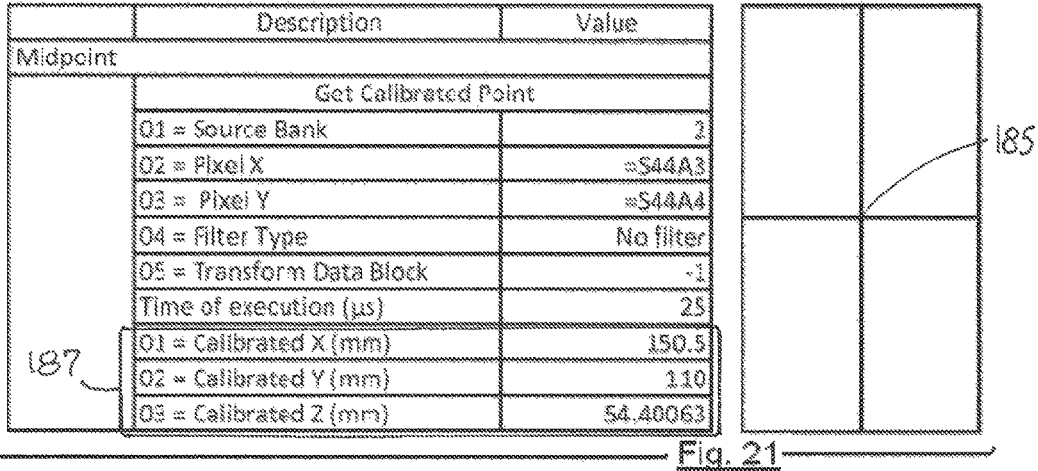 Description Value
Midpoint
Get Calibrated Point
01 = Source Bank 3
02 = Pixel X =S44A3
03 = Pixel Y =S44A4
04 = Filter Type No filter
05 = Transform Data Block -1
Time of execution (μs) 25
01 = Calibrated X (mm) 150.5
02 = Calibrated Y (mm) 110
03 = Calibrated Z (mm) 54.40063
187
185
Fig. 21